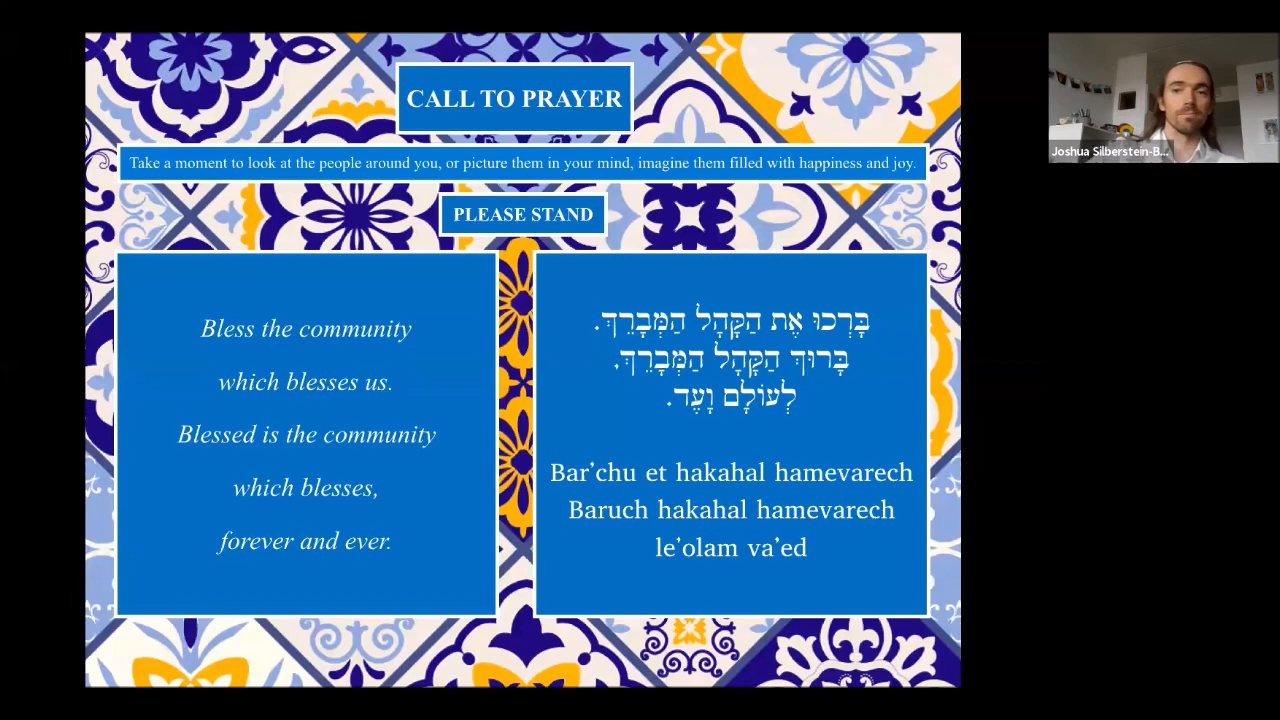 CALL TO PRAYER
Take a moment to look at the people around you, or picture them in your mind, imagine them filled with happiness and joy.
PLEASE STAND
Bless the community
which blesses us.
Blessed is the community
which blesses,
forever and ever.
בָּרְכוּ אֶת הַקָּהָל הַמְּבָרֵךְ.
בָּרוּךְ הַקָּהָל הַמְּבָרֵךְ,
לְעוֹלָם וָעֶד.
Bar’chu et hakahal hamevarech
Baruch hakahal hamevarech
le’olam va’ed
Joshua Silberstein-B...